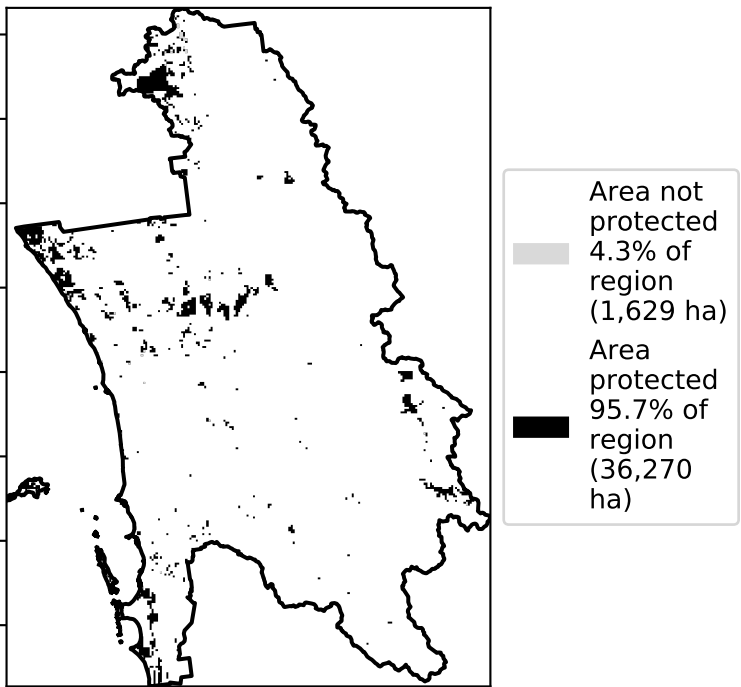 Area not
protected
4.3% of
region
(1,629 ha)
Area
protected
95.7% of
region
(36,270
ha)